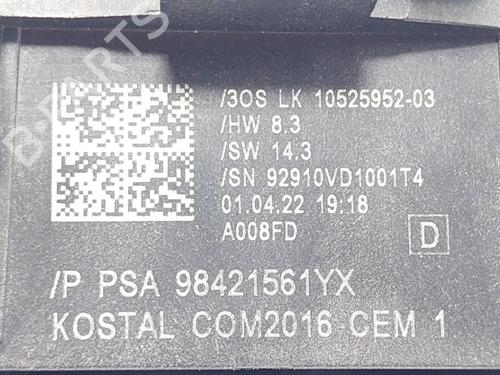 B-PARTS
/3OS LK 10525952-03
/HW 8.3
/SW 14.3
/SN 92910VD1001T4
01.04.22 19:18
A008FD
D
/P PSA 98421561YX
KOSTAL COM2016 CEM 1